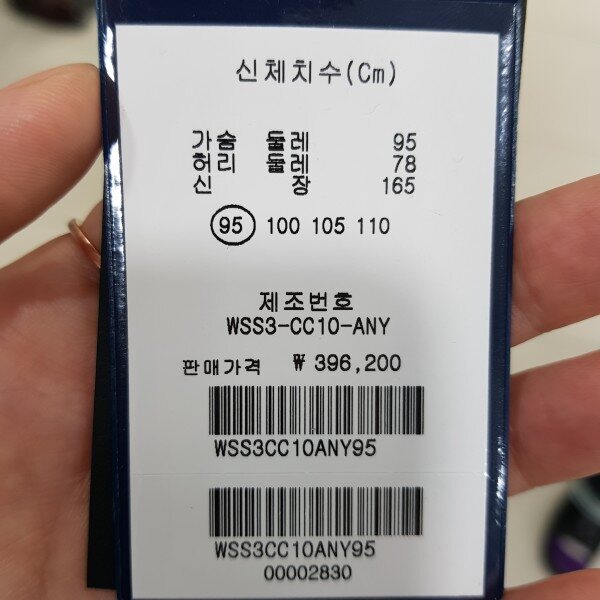 신체치수(Cm)
가슴 둘레 95
허리 둘레 78
신 장 165
95 100 105 110
제조번호
WSS3-CC10-ANY
판매가격 ₩ 396,200
WSS3CC10ANY95
WSS3CC10ANY95
00002830